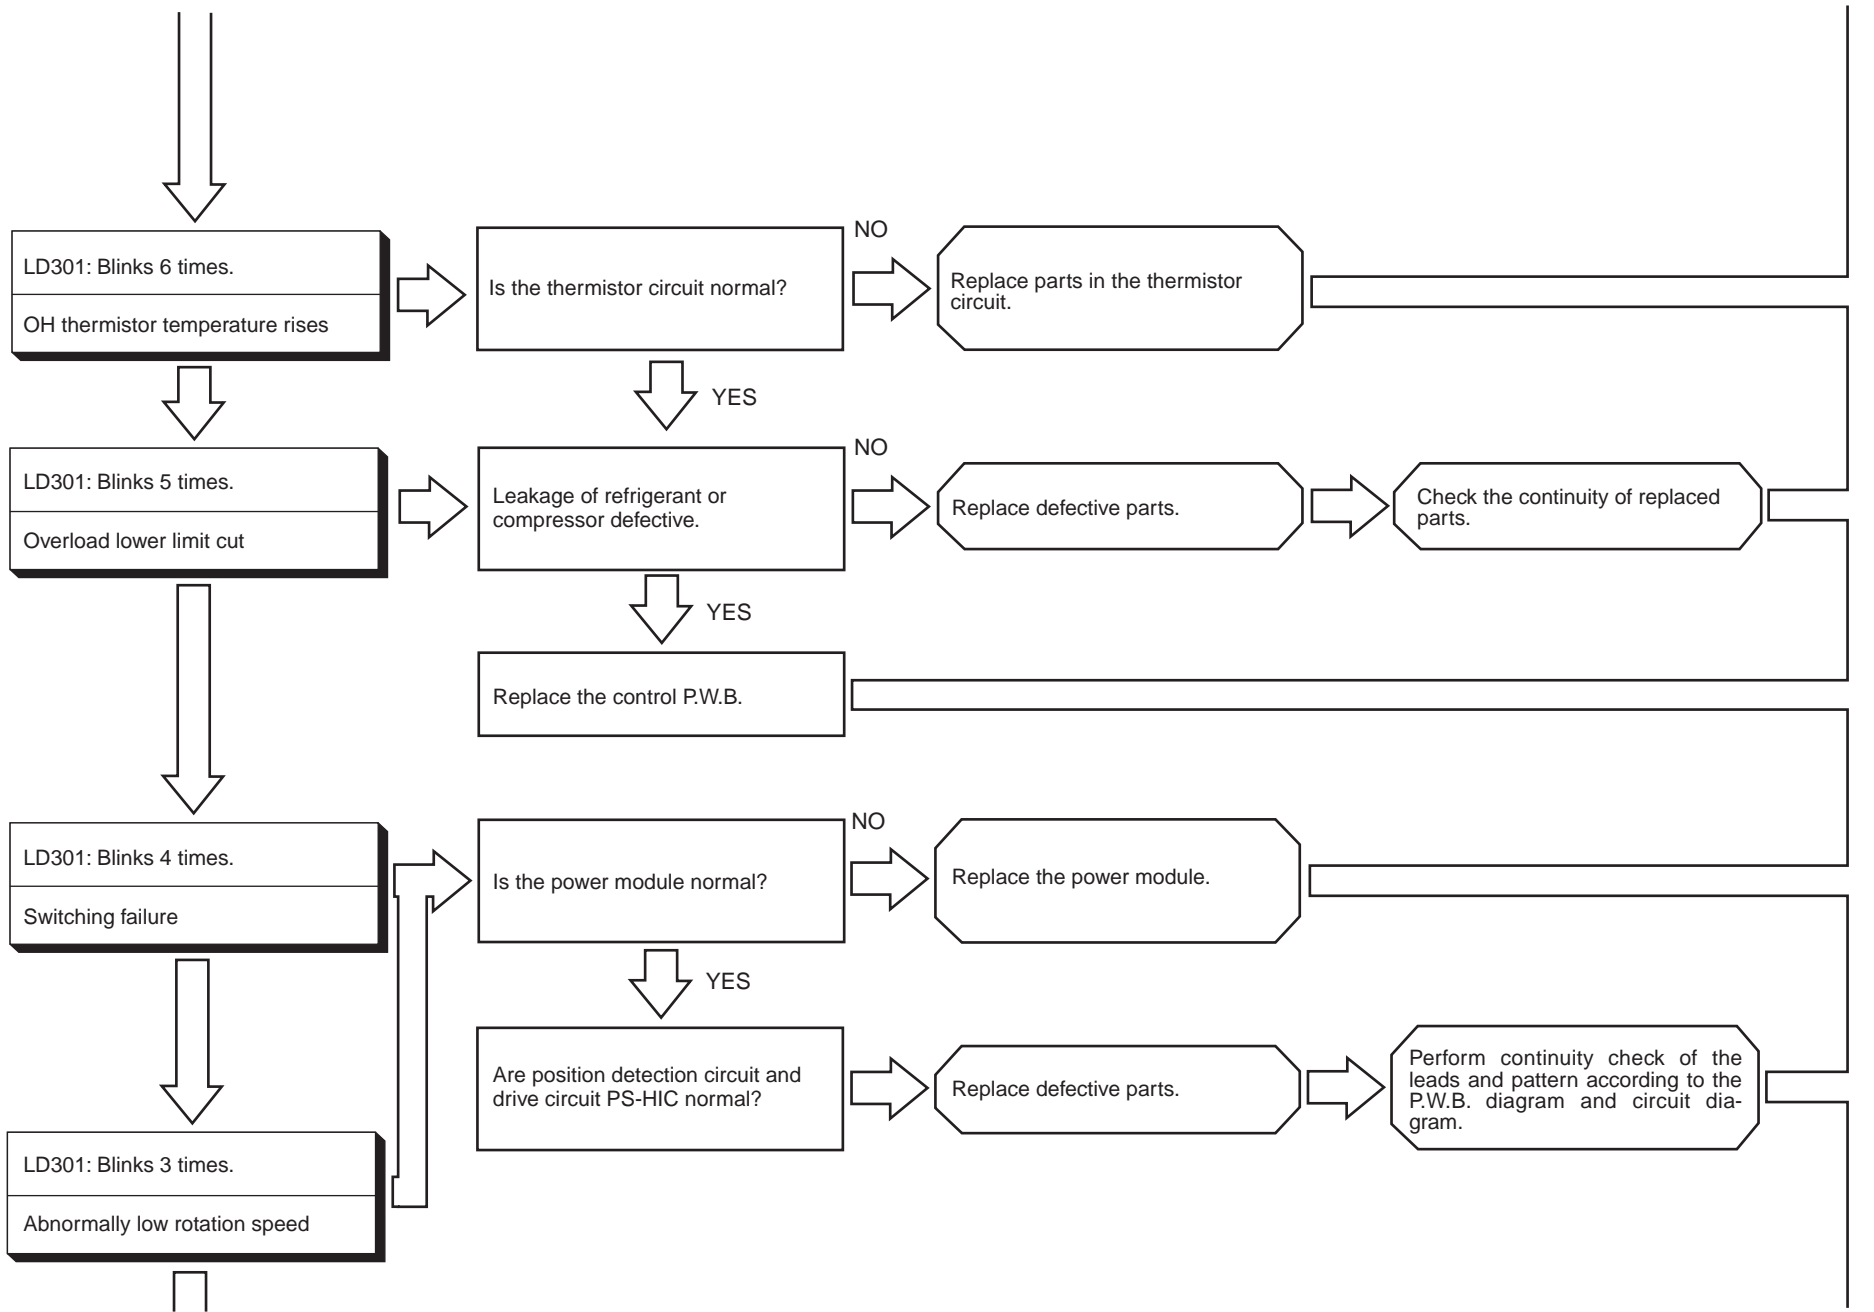 LD301: Blinks 6 times.
OH thermistor temperature rises
Is the thermistor circuit normal?
NO
Replace parts in the thermistor
circuit.
YES
LD301: Blinks 5 times.
Overload lower limit cut
Leakage of refrigerant or
compressor defective.
NO
Replace defective parts.
Check the continuity of replaced
parts.
YES
Replace the control P.W.B.
LD301: Blinks 4 times.
Switching failure
Is the power module normal?
NO
Replace the power module.
YES
Are position detection circuit and
drive circuit PS-HIC normal?
Replace defective parts.
Perform continuity check of the
leads and pattern according to the
P.W.B. diagram and circuit dia-
gram.
LD301: Blinks 3 times.
Abnormally low rotation speed